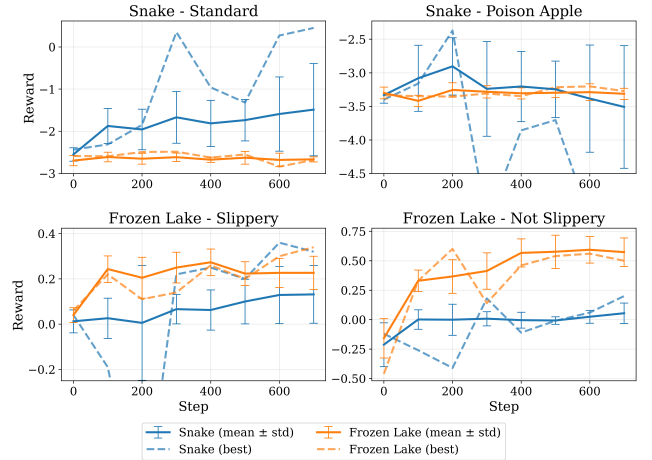 Snake - Standard
Snake - Poison Apple
Reward
0
−1
−2
−3
0
200
400
600
−2.5
−3.0
−3.5
−4.0
−4.5
0
200
400
600
Frozen Lake - Slippery
Frozen Lake - Not Slippery
Reward
0.4
0.2
0.0
−0.2
0
200
400
600
Step
0.75
0.50
0.25
0.00
−0.25
−0.50
0
200
400
600
Step
Snake (mean ± std)
Frozen Lake (mean ± std)
Snake (best)
Frozen Lake (best)